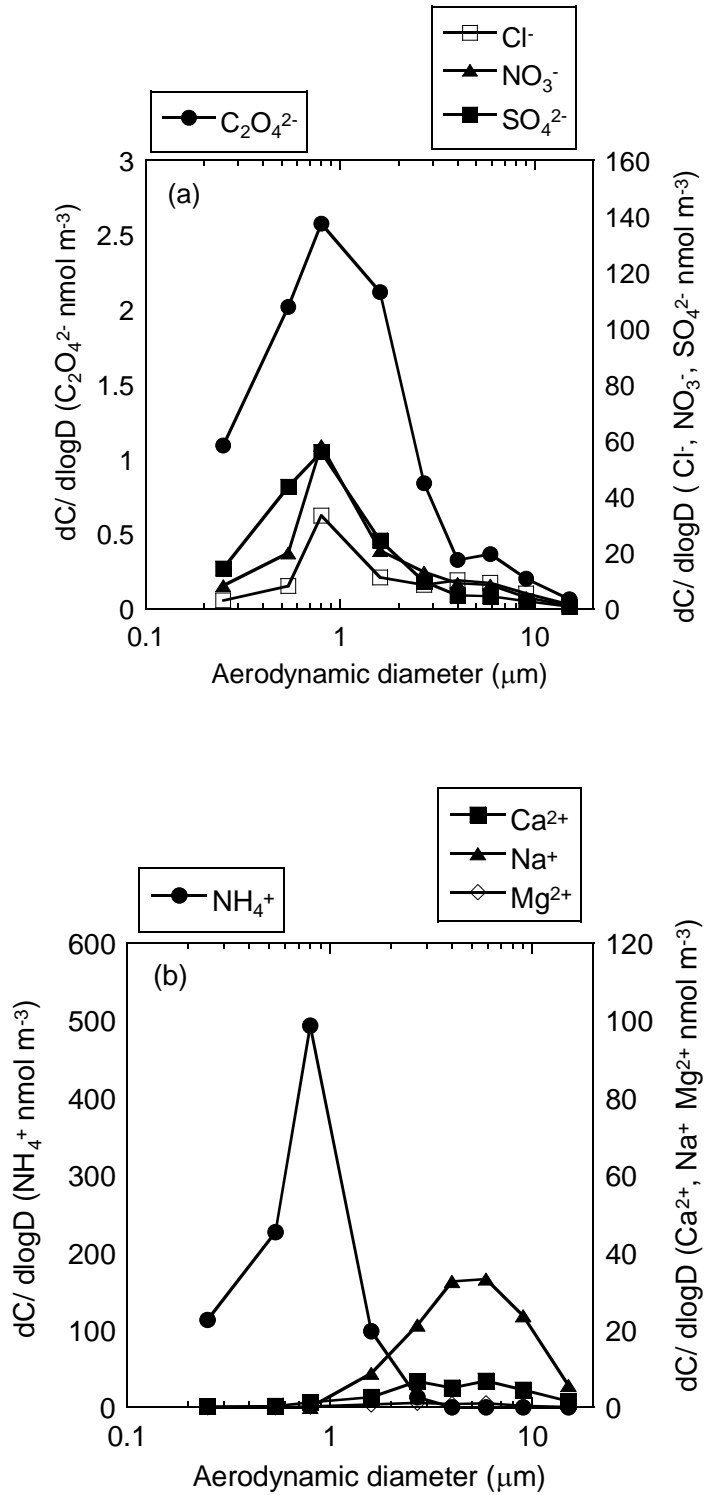 Cl⁻
NO₃⁻
SO₄²⁻
C₂O₄²⁻
(a)
3
2.5
2
1.5
1
0.5
0
dC/ dlogD (C₂O₄²⁻ nmol m⁻³)
160
140
120
100
80
60
40
20
0
dC/ dlogD ( Cl⁻, NO₃⁻, SO₄²⁻ nmol m⁻³)
0.1 1 10
Aerodynamic diameter (μm)
Ca²⁺
Na⁺
Mg²⁺
NH₄⁺
(b)
600
500
400
300
200
100
0
dC/ dlogD (NH₄⁺ nmol m⁻³)
120
100
80
60
40
20
0
dC/ dlogD (Ca²⁺, Na⁺ Mg²⁺ nmol m⁻³)
0.1 1 10
Aerodynamic diameter (μm)